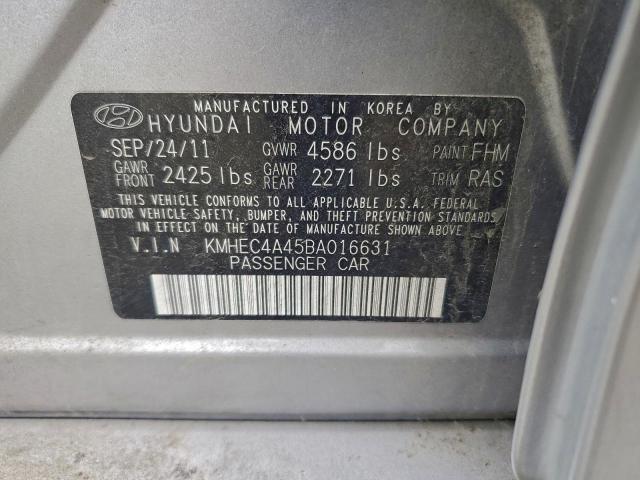 MANUFACTURED IN KOREA BY
HYUNDAI MOTOR COMPANY
SEP/24/11 GVWR 4586 lbs PAINT FHM
GAWR FRONT 2425 lbs GAWR REAR 2271 lbs TRIM RAS
THIS VEHICLE CONFORMS TO ALL APPLICABLE U.S.A. FEDERAL
MOTOR VEHICLE SAFETY, BUMPER, AND THEFT PREVENTION STANDARDS
IN EFFECT ON THE DATE OF MANUFACTURE SHOWN ABOVE.
V.I.N KMHEC4A45BA016631
PASSENGER CAR